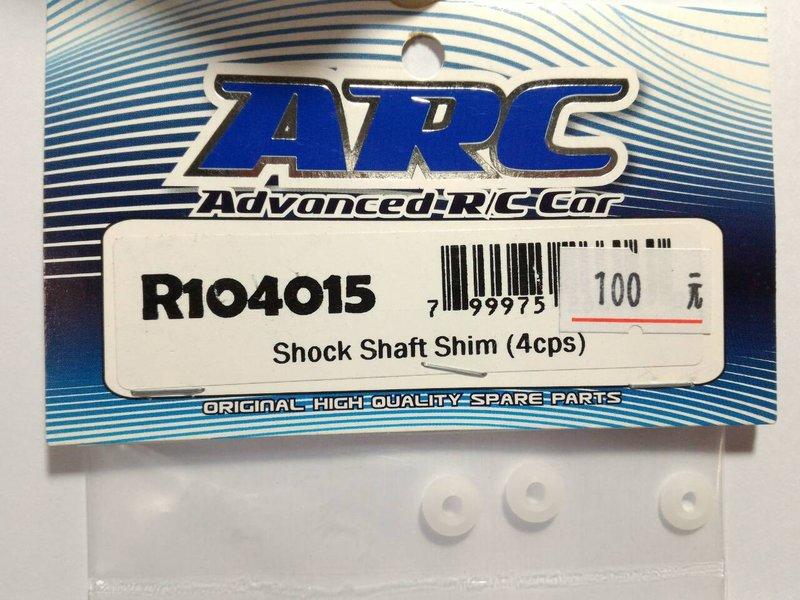 ARC
Advanced R/C Car
R104015
7 99975
100 元
Shock Shaft Shim (4cps)
ORIGINAL HIGH QUALITY SPARE PARTS